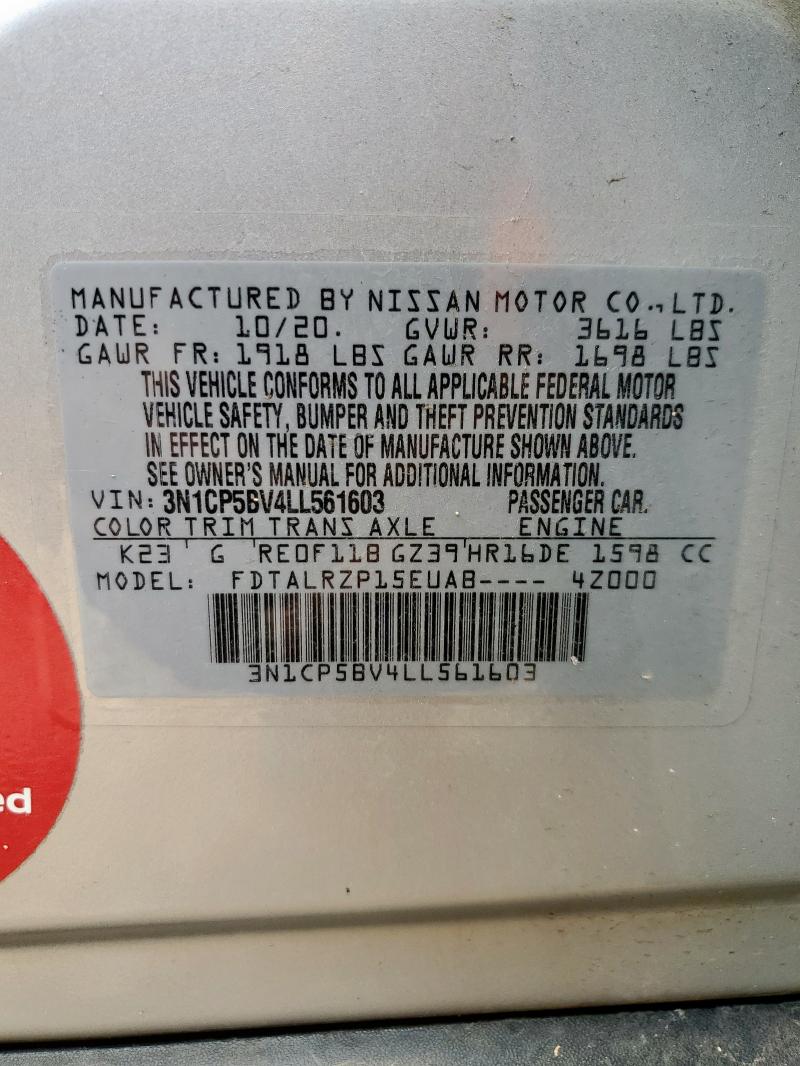 MANUFACTURED BY NISSAN MOTOR CO., LTD.
DATE: 10/20. GVWR: 3616 LBS
GAWR FR: 1918 LBS GAWR RR: 1698 LBS
THIS VEHICLE CONFORMS TO ALL APPLICABLE FEDERAL MOTOR
VEHICLE SAFETY, BUMPER AND THEFT PREVENTION STANDARDS
IN EFFECT ON THE DATE OF MANUFACTURE SHOWN ABOVE.
SEE OWNER'S MANUAL FOR ADDITIONAL INFORMATION.
VIN: 3N1CP5BV4LL561603 PASSENGER CAR.
COLOR TRIM TRANS AXLE ENGINE
K23 G RE0F11B GZ39 HR16DE 1598 CC
MODEL: FDTALRZP15EUAB---- 4Z000
3N1CP5BV4LL561603
ed